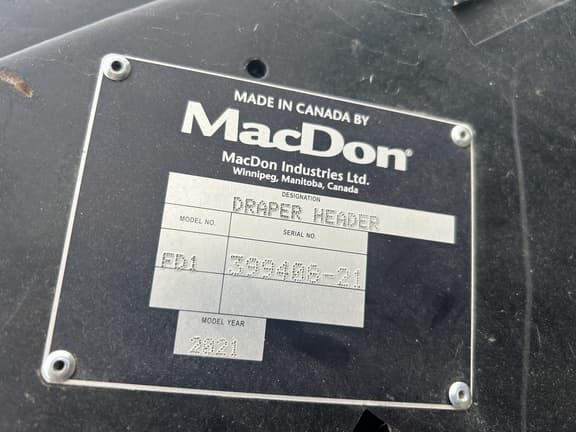 MADE IN CANADA BY
MacDon®
MacDon Industries Ltd.
Winnipeg, Manitoba, Canada
DESIGNATION
DRAPER HEADER
MODEL NO. SERIAL NO.
FD1 399408-21
MODEL YEAR
2021